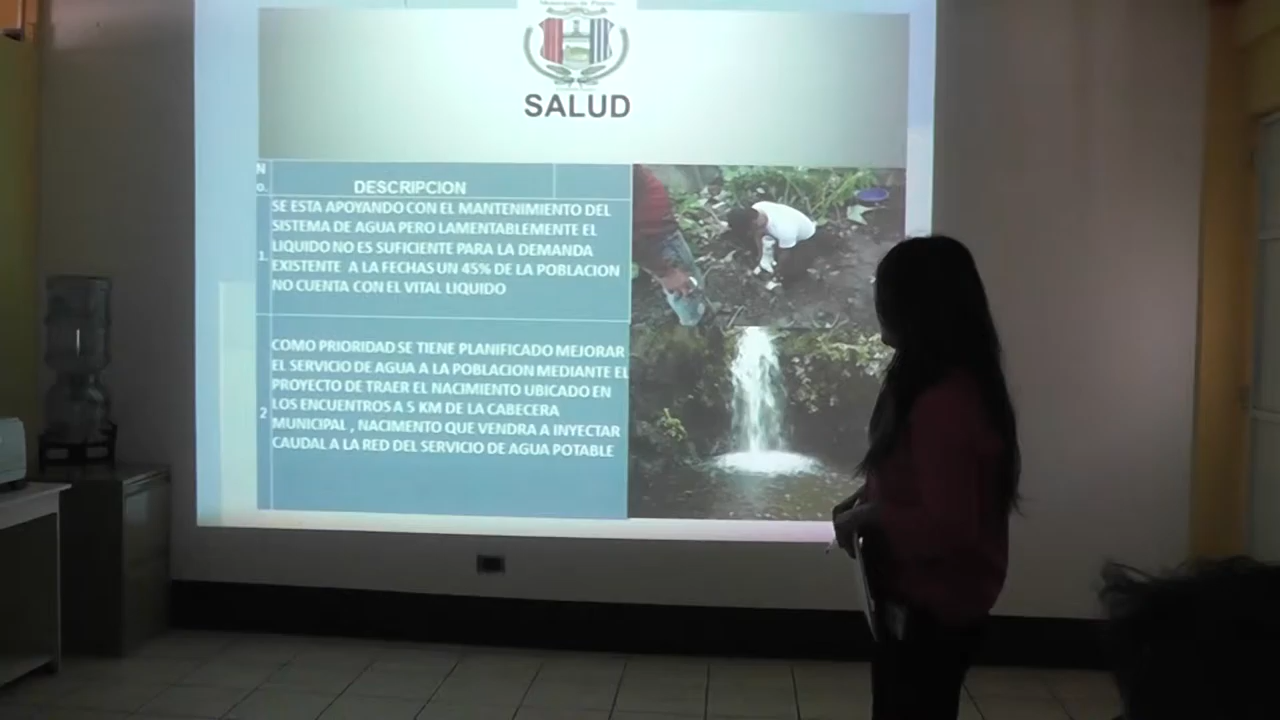 SALUD
N
o.
DESCRIPCION
1.
SE ESTA APOYANDO CON EL MANTENIMIENTO DEL
SISTEMA DE AGUA PERO LAMENTABLEMENTE EL
LIQUIDO NO ES SUFICIENTE PARA LA DEMANDA
EXISTENTE A LA FECHAS UN 45% DE LA POBLACION
NO CUENTA CON EL VITAL LIQUIDO
2
COMO PRIORIDAD SE TIENE PLANIFICADO MEJORAR
EL SERVICIO DE AGUA A LA POBLACION MEDIANTE EL
PROYECTO DE TRAER EL NACIMIENTO UBICADO EN
LOS ENCUENTROS A 5 KM DE LA CABECERA
MUNICIPAL , NACIMENTO QUE VENDRA A INYECTAR
CAUDAL A LA RED DEL SERVICIO DE AGUA POTABLE